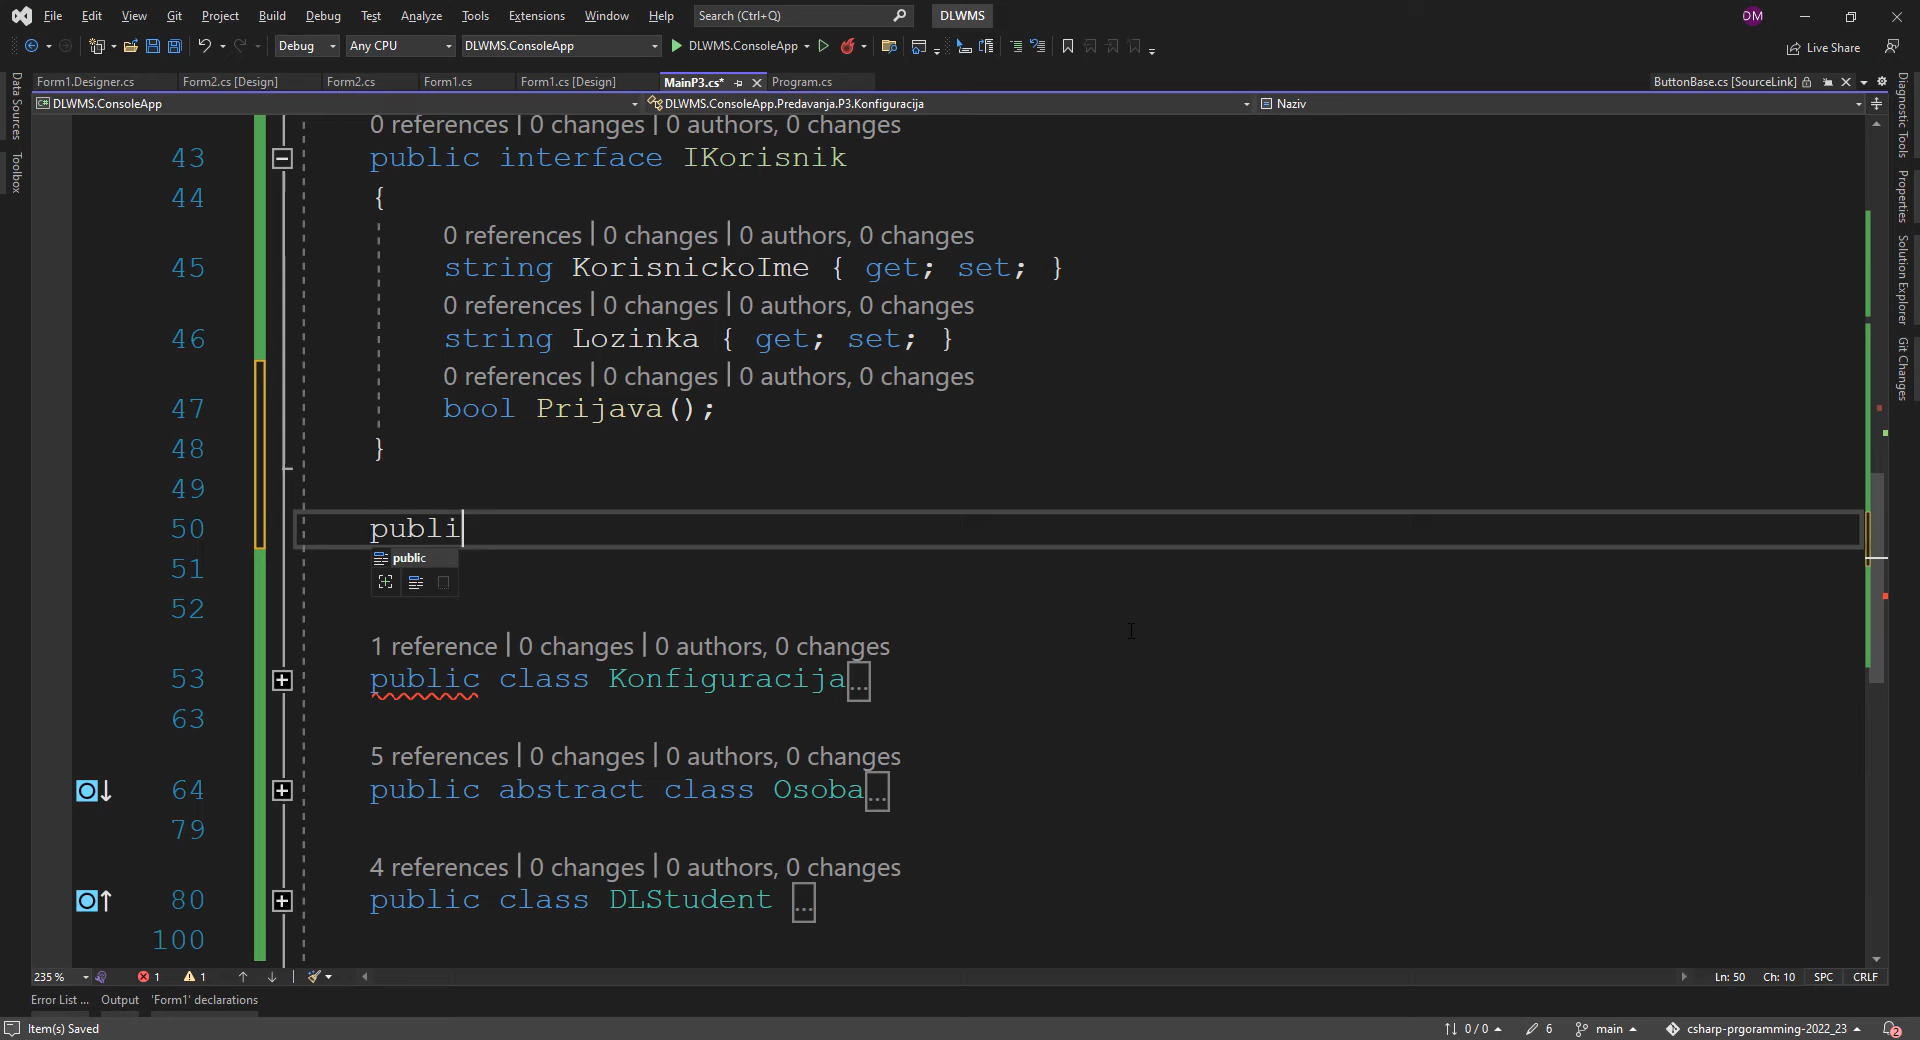 File Edit View Git Project Build Debug Test Analyze Tools Extensions Window Help Search (Ctrl+Q) DLWMS DM
Debug Any CPU DLWMS.ConsoleApp DLWMS.ConsoleApp Live Share
Form1.Designer.cs Form2.cs [Design] Form2.cs Form1.cs Form1.cs [Design] MainP3.cs* Program.cs ButtonBase.cs [SourceLink]
DLWMS.ConsoleApp DLWMS.ConsoleApp.Predavanja.P3.Konfiguracija Naziv
Data Sources
Toolbox
0 references | 0 changes | 0 authors, 0 changes
43 public interface IKorisnik
44 {
0 references | 0 changes | 0 authors, 0 changes
45 string KorisnickoIme { get; set; }
0 references | 0 changes | 0 authors, 0 changes
46 string Lozinka { get; set; }
0 references | 0 changes | 0 authors, 0 changes
47 bool Prijava();
48 }
49
50 publi
public
51
52
1 reference | 0 changes | 0 authors, 0 changes
53 public class Konfiguracija...
63
5 references | 0 changes | 0 authors, 0 changes
64 public abstract class Osoba...
79
4 references | 0 changes | 0 authors, 0 changes
80 public class DLStudent ...
100
Diagnostic Tools
Properties
Solution Explorer
Git Changes
235 % 1 1 Ln: 50 Ch: 10 SPC CRLF
Error List ... Output 'Form1' declarations
Item(s) Saved 0 / 0 6 main csharp-prgoramming-2022_23 2